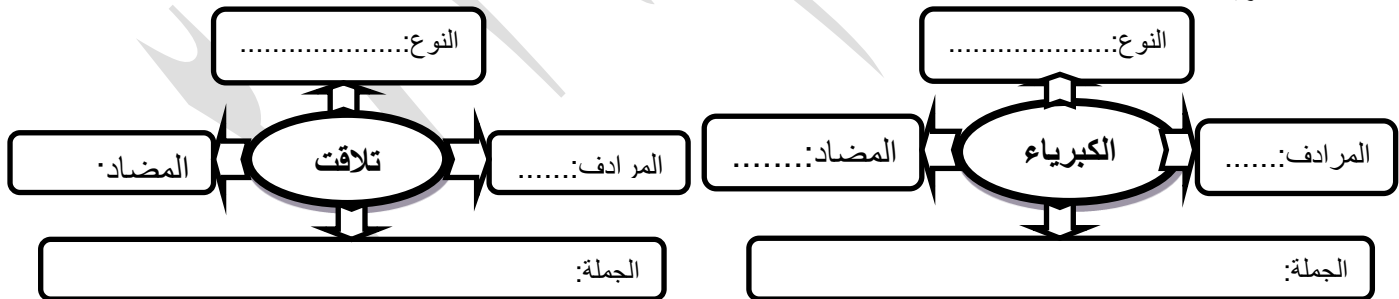 النوع:....................
المرادف:......
الكبرياء
المضاد:.......
الجملة:
النوع:....................
المرادف:.......
تلاقت
المضاد:
الجملة: